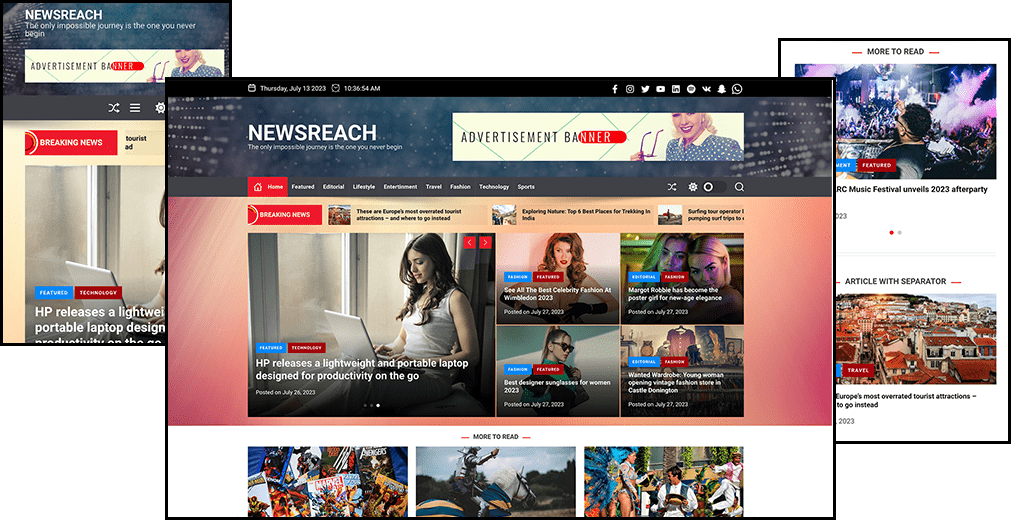 NEWSREACH
The only impossible journey is the one you never
begin
ADVERTISEMENT BANNER
BREAKING NEWS
tourist
ad
FEATURED
TECHNOLOGY
HP releases a lightwei
portable laptop design
productivity on the go
Thursday, July 13 2023
10:36:54 AM
NEWSREACH
The only impossible journey is the one you never begin
ADVERTISEMENT BANNER
Home
Featured
Editorial
Lifestyle
Entertinment
Travel
Fashion
Technology
Sports
BREAKING NEWS
These are Europe's most overrated tourist
attractions – and where to go instead
Exploring Nature: Top 6 Best Places for Trekking In
India
Surfing tour operator l
pumping surf trips to
FEATURED
TECHNOLOGY
HP releases a lightweight and portable laptop
designed for productivity on the go
Posted on July 26, 2023
FASHION
FEATURED
See All The Best Celebrity Fashion At
Wimbledon 2023
Posted on July 27, 2023
EDITORIAL
FASHION
Margot Robbie has become the
poster girl for new-age elegance
Posted on July 27, 2023
FASHION
FEATURED
Best designer sunglasses for women
2023
Posted on July 27, 2023
EDITORIAL
FASHION
Wanted Wardrobe: Young woman
opening vintage fashion store in
Castle Donington
Posted on July 27, 2023
MORE TO READ
AVENGERS
MARVEL
MORE TO READ
MENT
FEATURED
RC Music Festival unveils 2023 afterparty
2023
ARTICLE WITH SEPARATOR
TRAVEL
Europe's most overrated tourist attractions –
to go instead
, 2023